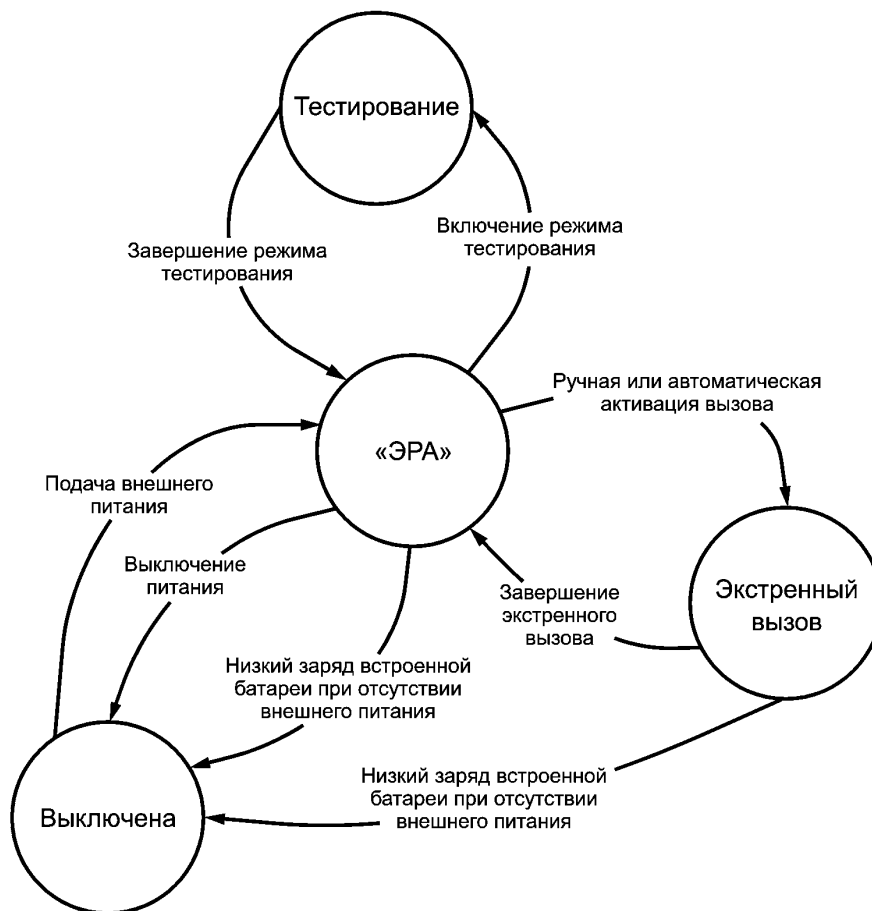 Тестирование
Включение режима
тестирования
Завершение режима
тестирования
Ручная или автоматическая
активация вызова
«ЭРА»
Подача внешнего
питания
Выключение
питания
Завершение
экстренного
вызова
Экстренный
вызов
Низкий заряд встроенной
батареи при отсутствии
внешнего питания
Низкий заряд встроенной
батареи при отсутствии
внешнего питания
Выключена